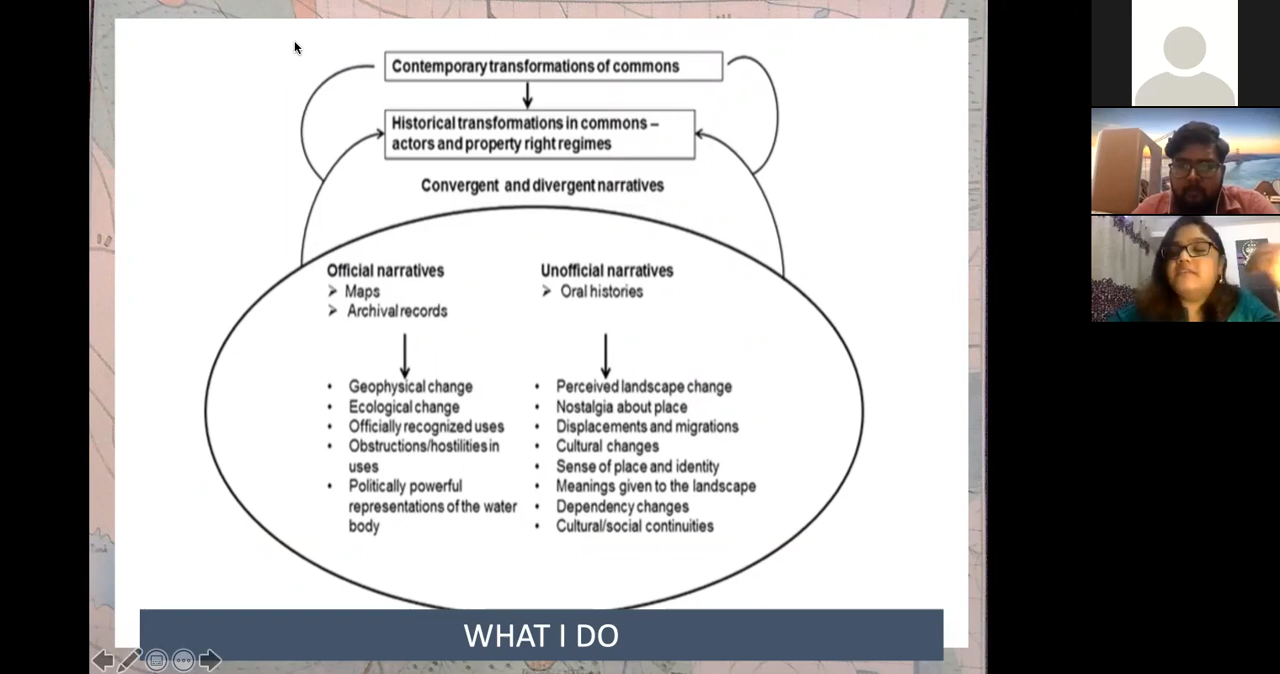 Contemporary transformations of commons
Historical transformations in commons –
actors and property right regimes
Convergent and divergent narratives
Official narratives
➢ Maps
➢ Archival records
Unofficial narratives
➢ Oral histories
• Geophysical change
• Ecological change
• Officially recognized uses
• Obstructions/hostilities in
uses
• Politically powerful
representations of the water
body
• Perceived landscape change
• Nostalgia about place
• Displacements and migrations
• Cultural changes
• Sense of place and identity
• Meanings given to the landscape
• Dependency changes
• Cultural/social continuities
WHAT I DO